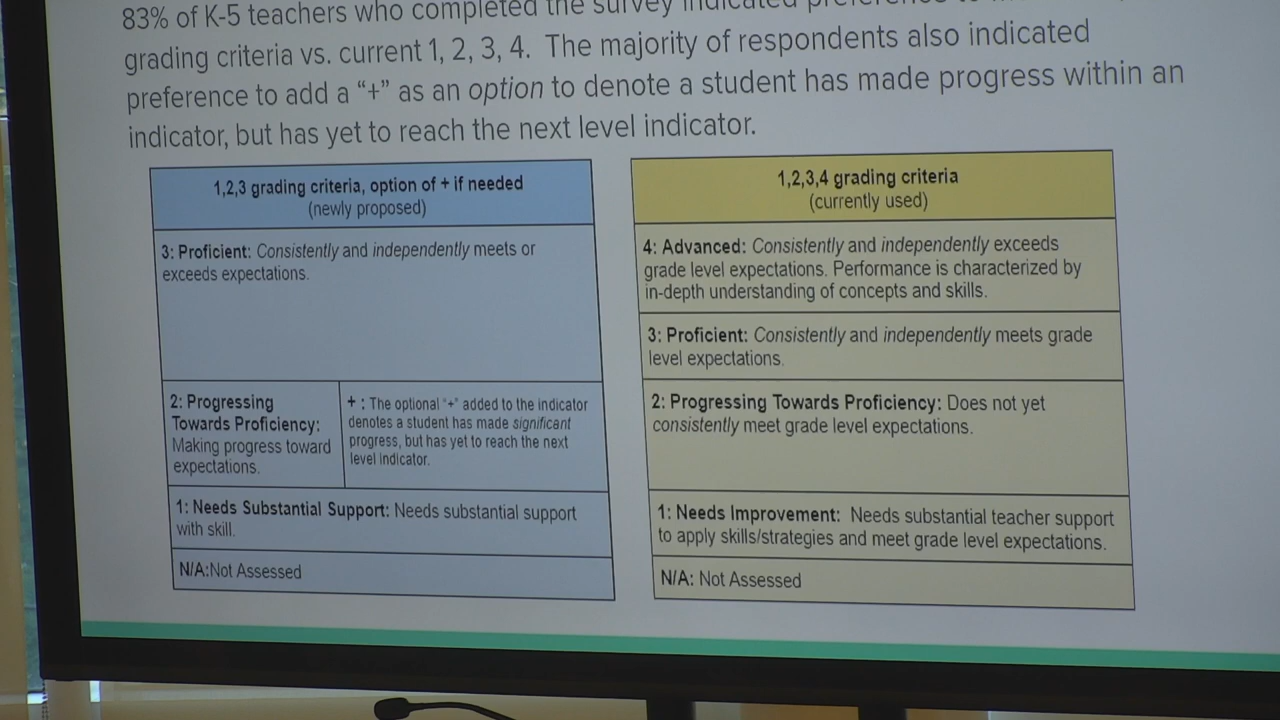 83% of K-5 teachers who completed the survey indicated preference to
grading criteria vs. current 1, 2, 3, 4. The majority of respondents also indicated
preference to add a “+” as an option to denote a student has made progress within an
indicator, but has yet to reach the next level indicator.
1,2,3 grading criteria, option of + if needed
(newly proposed)
3: Proficient: Consistently and independently meets or
exceeds expectations.
2: Progressing
Towards Proficiency:
Making progress toward
expectations.
+ : The optional "+" added to the indicator
denotes a student has made significant
progress, but has yet to reach the next
level indicator.
1: Needs Substantial Support: Needs substantial support
with skill.
N/A:Not Assessed
1,2,3,4 grading criteria
(currently used)
4: Advanced: Consistently and independently exceeds
grade level expectations. Performance is characterized by
in-depth understanding of concepts and skills.
3: Proficient: Consistently and independently meets grade
level expectations.
2: Progressing Towards Proficiency: Does not yet
consistently meet grade level expectations.
1: Needs Improvement: Needs substantial teacher support
to apply skills/strategies and meet grade level expectations.
N/A: Not Assessed